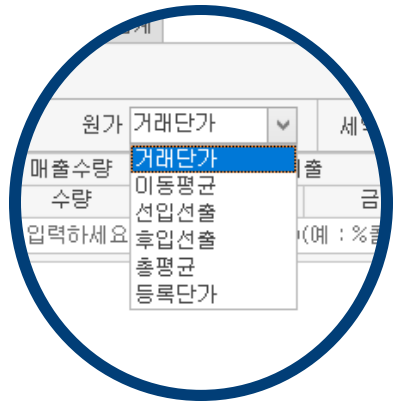 원가 거래단가
매출수량 거래단가 출
수량 이동평균
선입선출
입력하세요 후입선출 (예 : %콜
총평균
등록단가